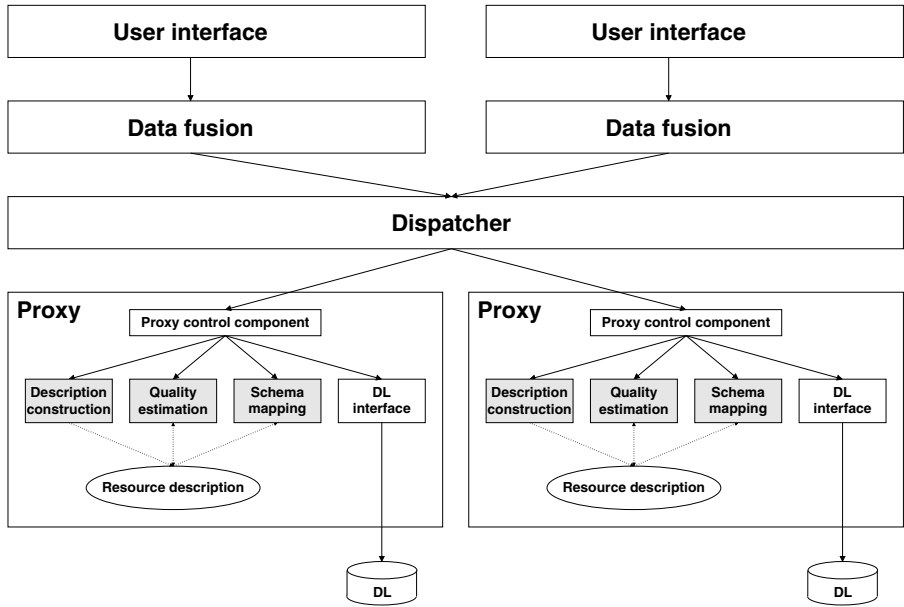 User interface
User interface
Data fusion
Data fusion
Dispatcher
Proxy
Proxy control component
Description
construction
Quality
estimation
Schema
mapping
DL
interface
Resource description
DL
Proxy
Proxy control component
Description
construction
Quality
estimation
Schema
mapping
DL
interface
Resource description
DL